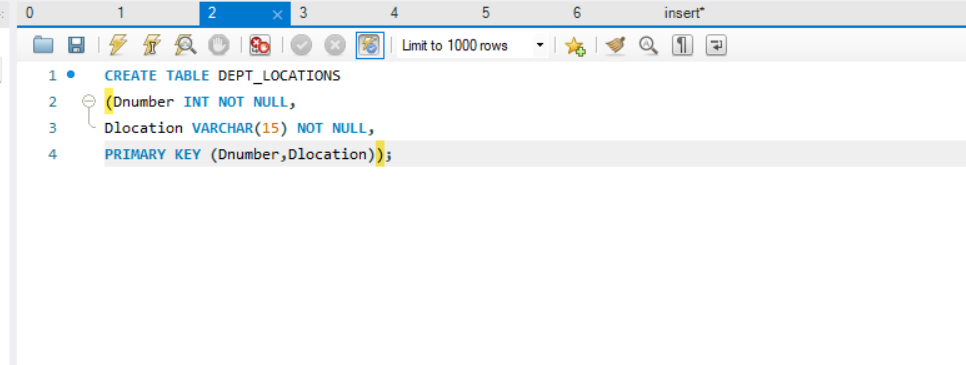 0 1 2 3 4 5 6 insert*
Limit to 1000 rows
1 CREATE TABLE DEPT_LOCATIONS
2 (Dnumber INT NOT NULL,
3 Dlocation VARCHAR(15) NOT NULL,
4 PRIMARY KEY (Dnumber,Dlocation));